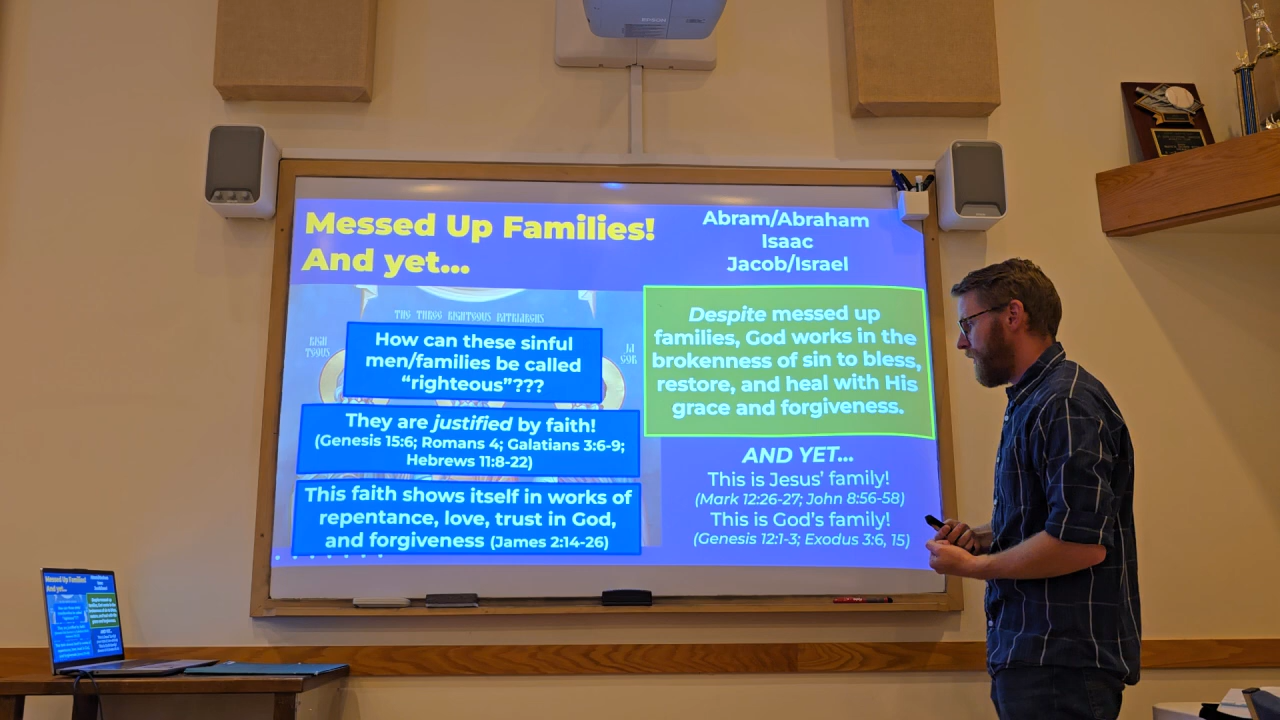 Messed Up Families!
And yet...
Abram/Abraham
Isaac
Jacob/Israel
THE THREE RIGHTEOUS PATRIARCHS
How can these sinful
men/families be called
“righteous”???
They are justified by faith!
(Genesis 15:6; Romans 4; Galatians 3:6-9;
Hebrews 11:8-22)
This faith shows itself in works of
repentance, love, trust in God,
and forgiveness (James 2:14-26)
Despite messed up
families, God works in the
brokenness of sin to bless,
restore, and heal with His
grace and forgiveness.
AND YET...
This is Jesus’ family!
(Mark 12:26-27; John 8:56-58)
This is God’s family!
(Genesis 12:1-3; Exodus 3:6, 15)
Messed Up Families!
And yet...